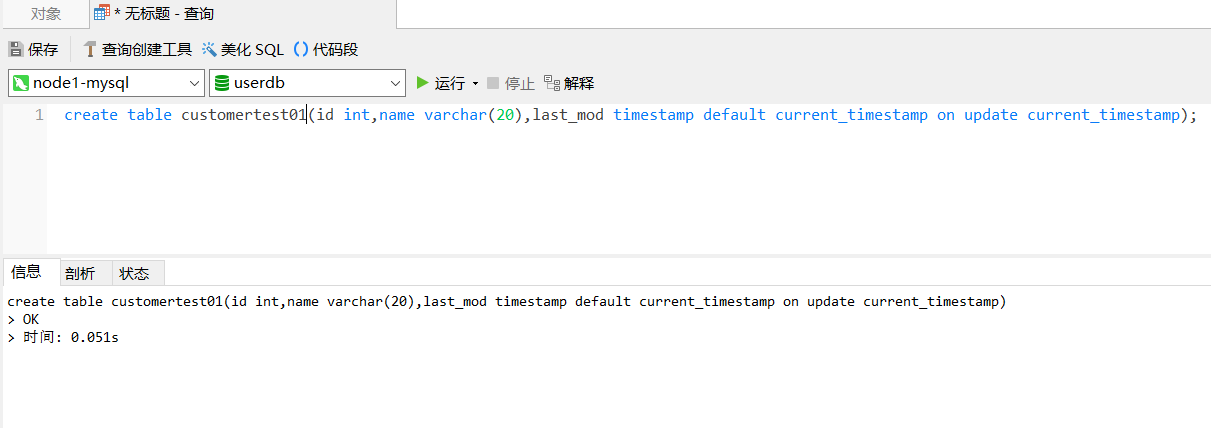 对象 * 无标题 - 查询
保存 查询创建工具 美化 SQL () 代码段
node1-mysql userdb 运行 停止 解释
1 create table customertest01(id int,name varchar(20),last_mod timestamp default current_timestamp on update current_timestamp);
信息 剖析 状态
create table customertest01(id int,name varchar(20),last_mod timestamp default current_timestamp on update current_timestamp)
> OK
> 时间: 0.051s